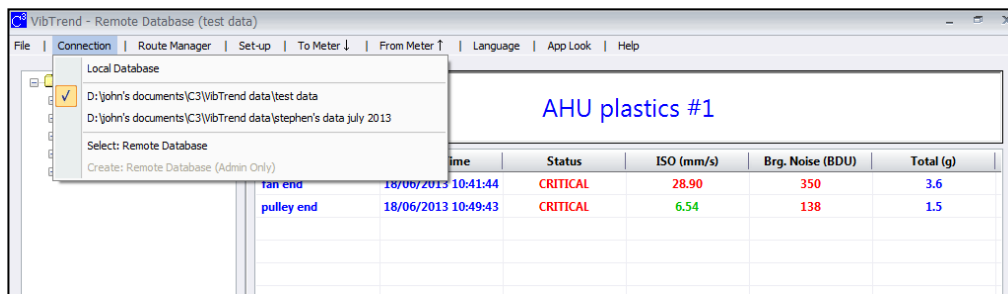 C³ VibTrend - Remote Database (test data)
File | Connection | Route Manager | Set-up | To Meter ↓ | From Meter ↑ | Language | App Look | Help
Local Database
D:\john's documents\C3\VibTrend data\test data
D:\john's documents\C3\VibTrend data\stephen's data july 2013
Select: Remote Database
Create: Remote Database (Admin Only)
AHU plastics #1
Status ISO (mm/s) Brg. Noise (BDU) Total (g)
fan end 18/06/2013 10:41:44 CRITICAL 28.90 350 3.6
pulley end 18/06/2013 10:49:43 CRITICAL 6.54 138 1.5